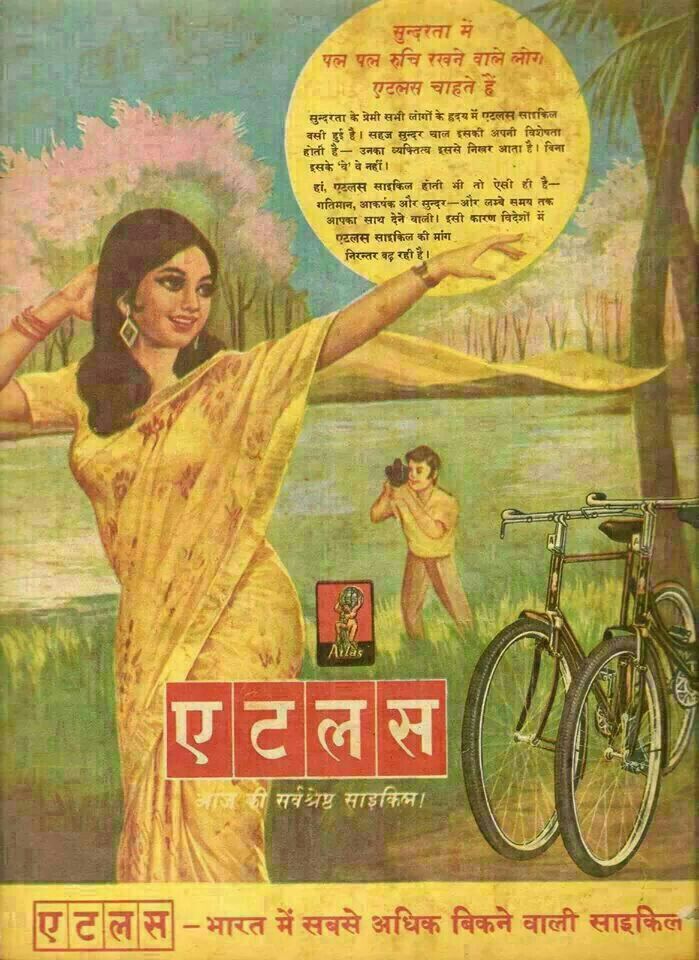 सुन्दरता में
पल पल रुचि रखने वाले लोग।
एटलस चाहते हैं
सुन्दरता के प्रेमी सभी लोगों के हृदय में एटलस साइकिल
बसी हुई है। सहज सुन्दर चाल इसकी अपनी विशेषता
होती है— उनका व्यक्तित्व इससे निखर आता है। बिना
इसके 'वे' वे नहीं।
हां, एटलस साइकिल होती भी तो ऐसी ही है—
गतिमान, आकर्षक और सुन्दर—और लम्बे समय तक
आपका साथ देने वाली। इसी कारण विदेशों में
एटलस साइकिल की मांग
निरन्तर बढ़ रही है।
Atlas
एटलस
आज की सर्वश्रेष्ठ साइकिल!
एटलस – भारत में सबसे अधिक बिकने वाली साइकिल